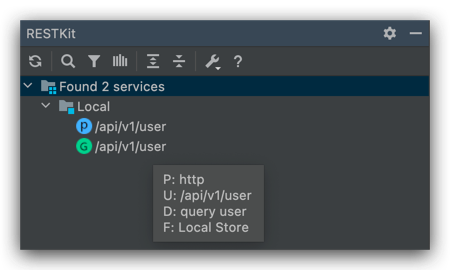 RESTKit
?
Found 2 services
Local
P /api/v1/user
G /api/v1/user
P: http
U: /api/v1/user
D: query user
F: Local Store